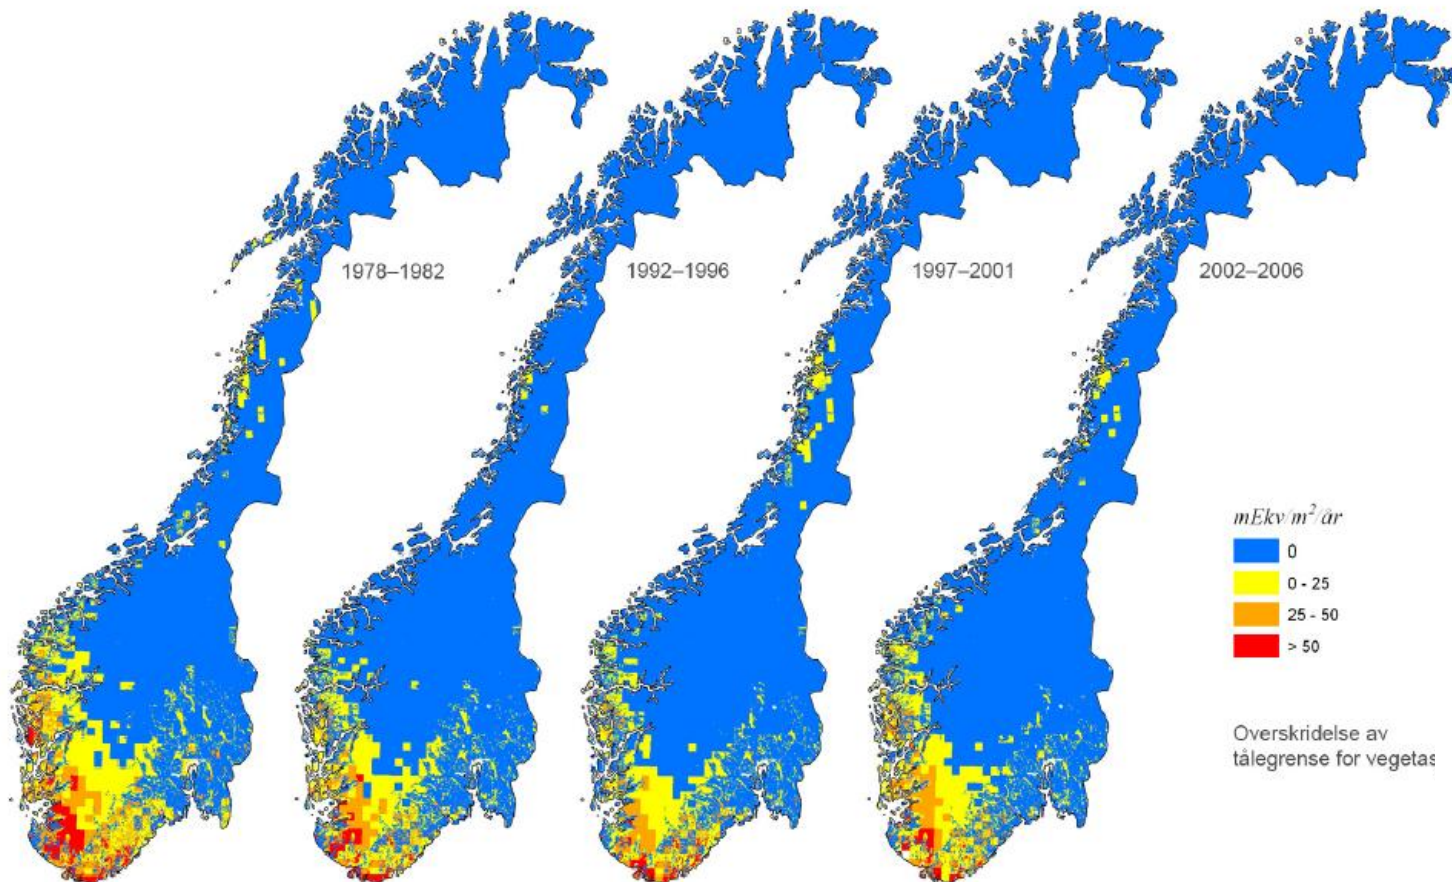 1978–1982
1992–1996
1997–2001
2002–2006
mEkv/m²/år
0
0 - 25
25 - 50
> 50
Overskridelse av
tålegrense for vegetas